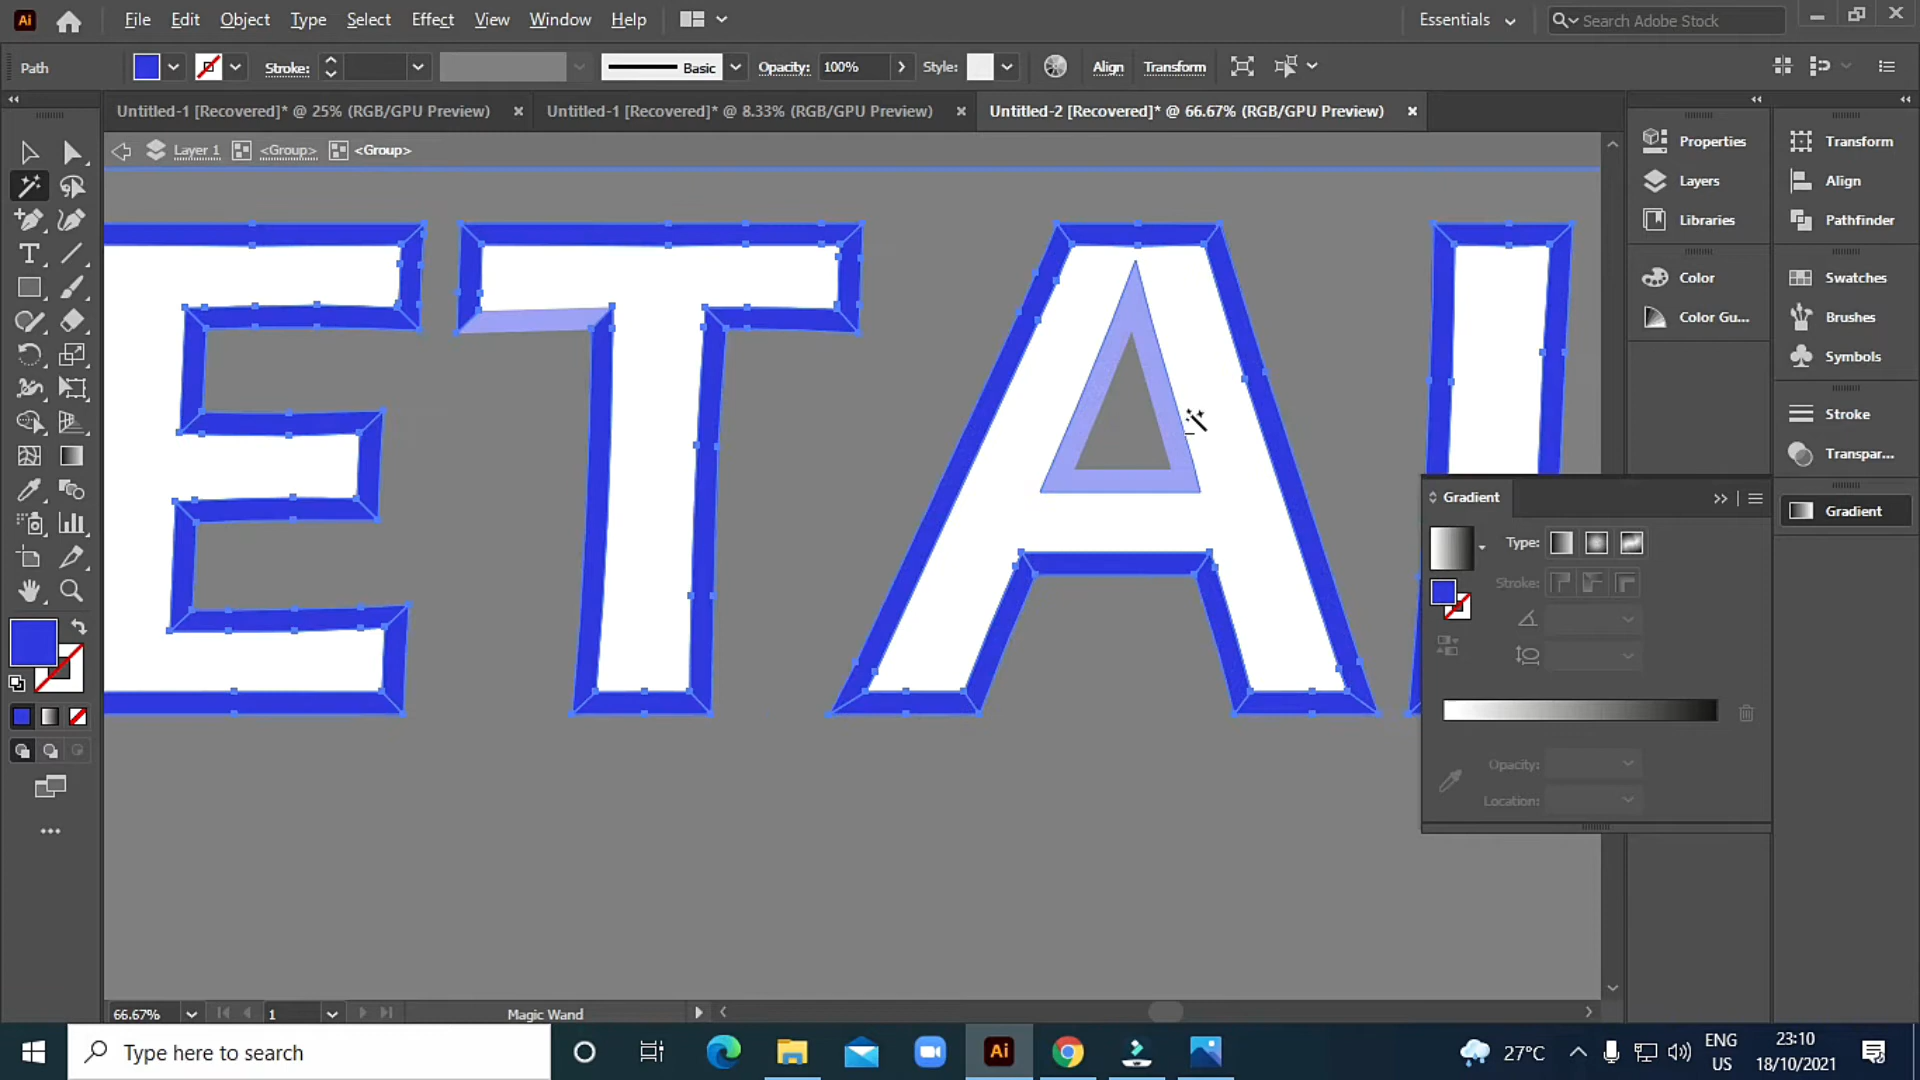 Ai File Edit Object Type Select Effect View Window Help Essentials Search Adobe Stock
Path Stroke: Basic Opacity: 100% Style: Align Transform
Untitled-1 [Recovered]* @ 25% (RGB/GPU Preview) Untitled-1 [Recovered]* @ 8.33% (RGB/GPU Preview) Untitled-2 [Recovered]* @ 66.67% (RGB/GPU Preview)
Layer 1 <Group> <Group>
Properties Transform
Layers Align
Libraries Pathfinder
Color Swatches
Color Gu... Brushes
Symbols
Stroke
Transpar...
Gradient
ETA
Gradient
Type:
Stroke:
Opacity:
Location:
66.67% 1 Magic Wand
Type here to search Ai 27°C ENG 23:10
US 18/10/2021